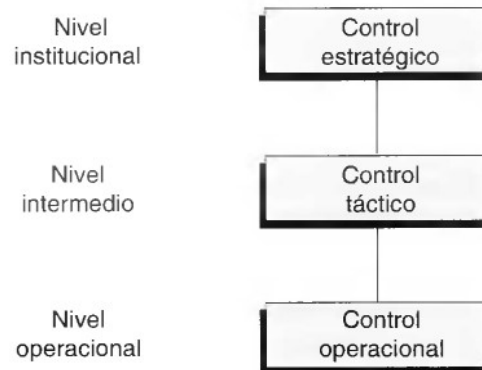 Nivel
institucional
Control
estratégico
Nivel
intermedio
Control
táctico
Nivel
operacional
Control
operacional